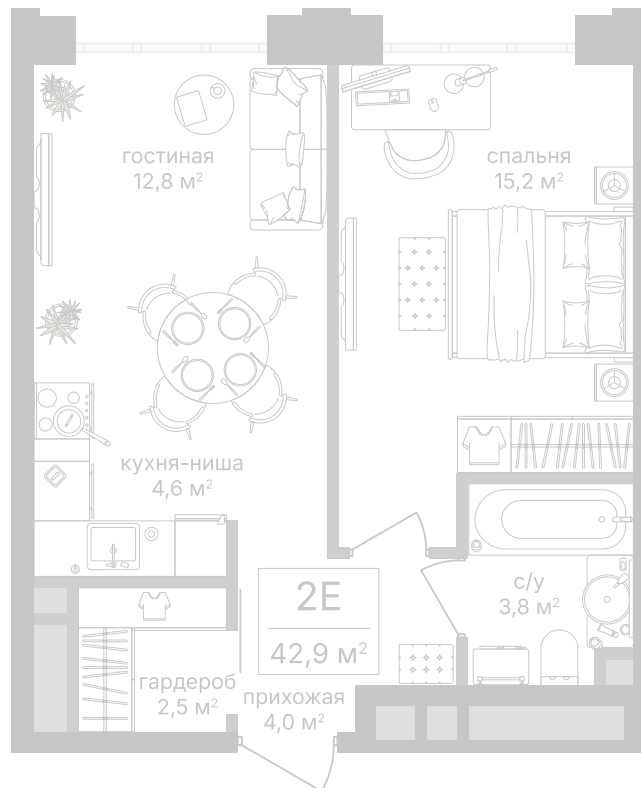 гостиная
12,8 м²
спальня
15,2 м²
кухня-ниша
4,6 м²
2Е
42,9 м²
с/у
3,8 м²
гардероб
2,5 м²
прихожая
4,0 м²